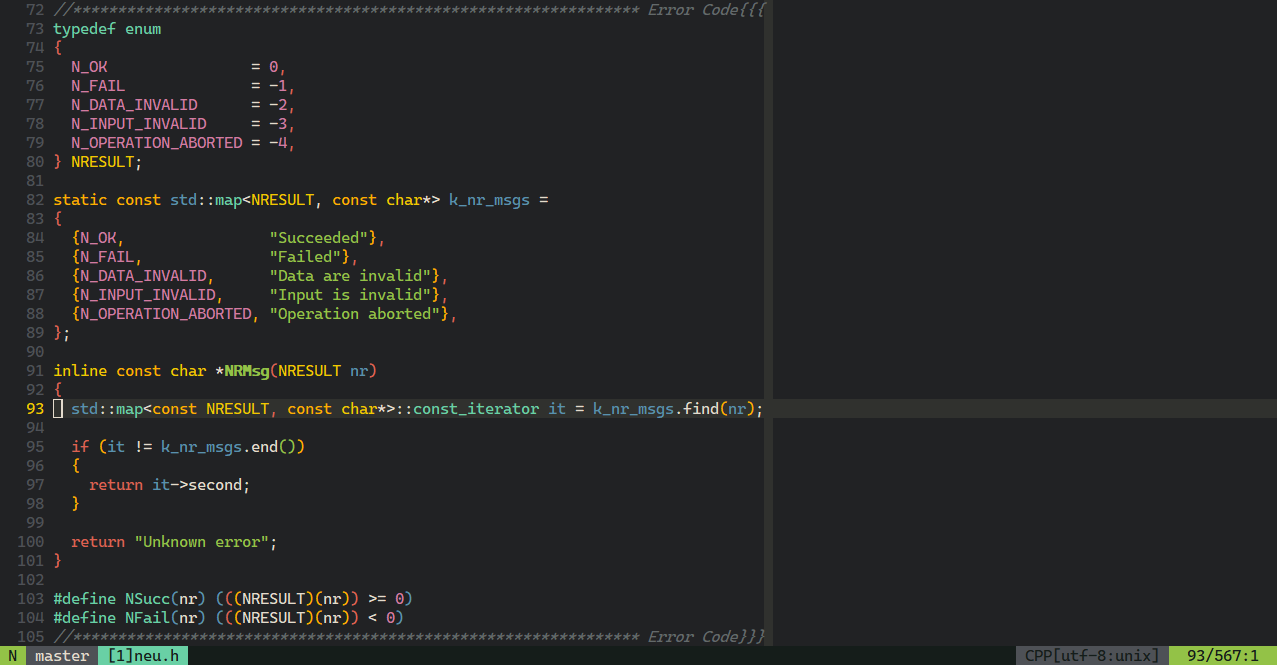 72 //*************************************************************** Error Code{{{
73 typedef enum
74 {
75   N_OK                = 0,
76   N_FAIL              = -1,
77   N_DATA_INVALID      = -2,
78   N_INPUT_INVALID     = -3,
79   N_OPERATION_ABORTED = -4,
80 } NRESULT;
81
82 static const std::map<NRESULT, const char*> k_nr_msgs =
83 {
84   {N_OK,                "Succeeded"},
85   {N_FAIL,              "Failed"},
86   {N_DATA_INVALID,      "Data are invalid"},
87   {N_INPUT_INVALID,     "Input is invalid"},
88   {N_OPERATION_ABORTED, "Operation aborted"},
89 };
90
91 inline const char *NRMsg(NRESULT nr)
92 {
93   std::map<const NRESULT, const char*>::const_iterator it = k_nr_msgs.find(nr);
94
95   if (it != k_nr_msgs.end())
96   {
97     return it->second;
98   }
99
100   return "Unknown error";
101 }
102
103 #define NSucc(nr) (((NRESULT)(nr)) >= 0)
104 #define NFail(nr) (((NRESULT)(nr)) < 0)
105 //*************************************************************** Error Code}}}
N master [1]neu.h CPP[utf-8:unix] 93/567:1